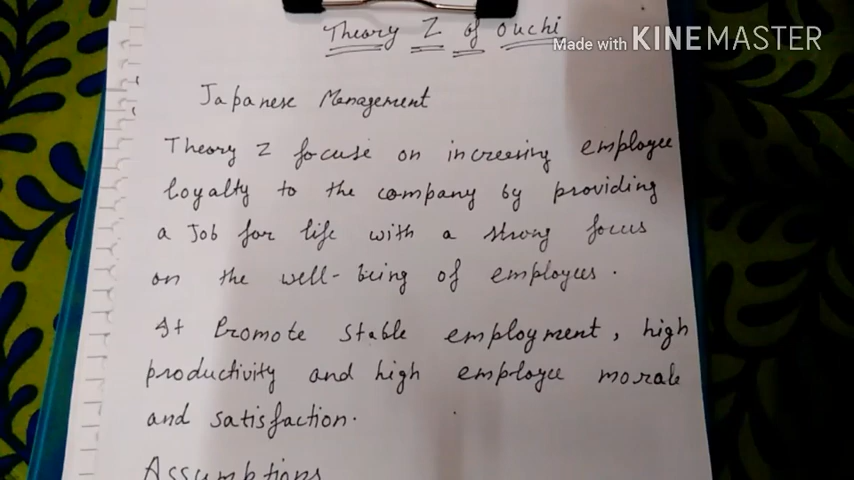 Theory Z of Ouchi
Made with KINEMASTER
Japanese Management
Theory Z focuse on increesing employee
loyalty to the company by providing
a Job for life with a strong focus
on the well-being of employees.
It Promote stable employment, high
productivity and high employee morale
and satisfaction.
Assumptions